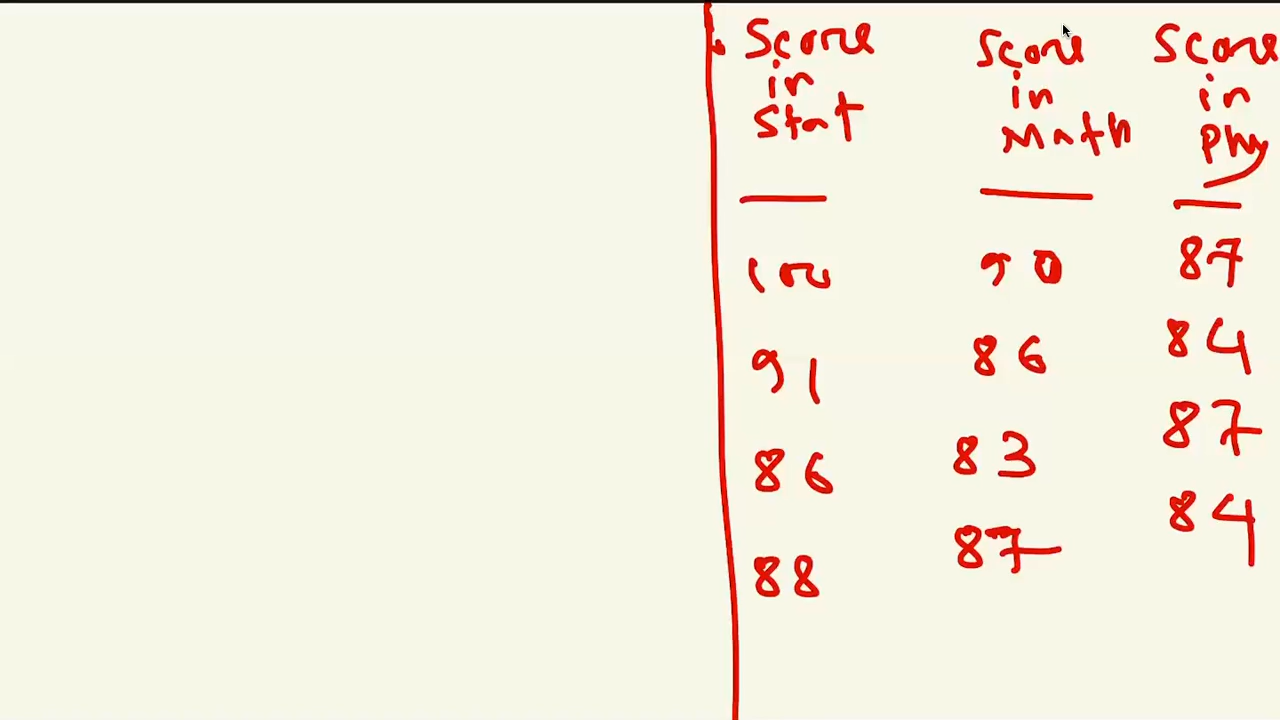 Score Score Score
in in in
Stat Math Phy
100 90 87
91 86 84
86 83 87
88 87 84